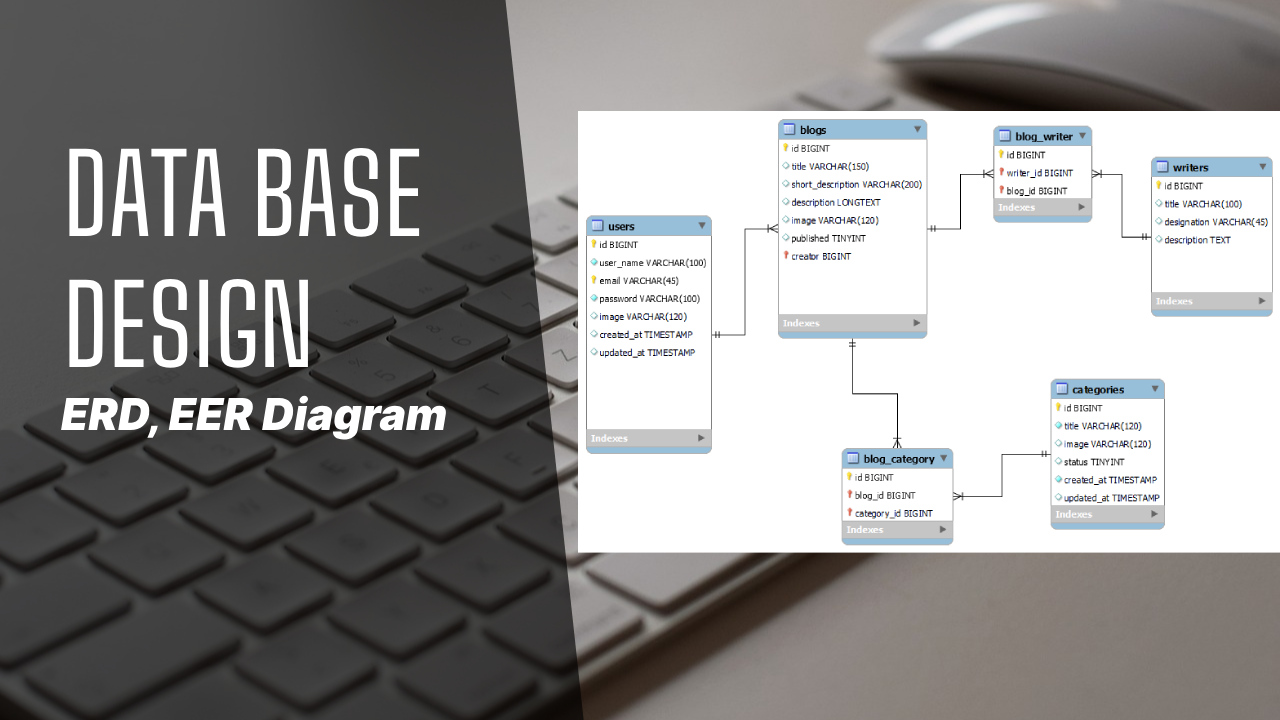 DATA BASE
DESIGN
ERD, EER Diagram
users
id BIGINT
user_name VARCHAR(100)
email VARCHAR(45)
password VARCHAR(100)
image VARCHAR(120)
created_at TIMESTAMP
updated_at TIMESTAMP
Indexes
blogs
id BIGINT
title VARCHAR(150)
short_description VARCHAR(200)
description LONGTEXT
image VARCHAR(120)
published TINYINT
creator BIGINT
Indexes
blog_writer
id BIGINT
writer_id BIGINT
blog_id BIGINT
Indexes
writers
id BIGINT
title VARCHAR(100)
designation VARCHAR(45)
description TEXT
Indexes
blog_category
id BIGINT
blog_id BIGINT
category_id BIGINT
Indexes
categories
id BIGINT
title VARCHAR(120)
image VARCHAR(120)
status TINYINT
created_at TIMESTAMP
updated_at TIMESTAMP
Indexes